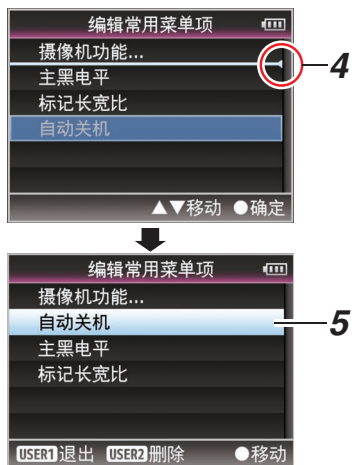 编辑常用菜单项
摄像机功能...
4
主黑电平
标记长宽比
自动关机
▲▼移动 ●确定
编辑常用菜单项
摄像机功能...
自动关机
5
主黑电平
标记长宽比
USER1退出 USER2删除 ●移动